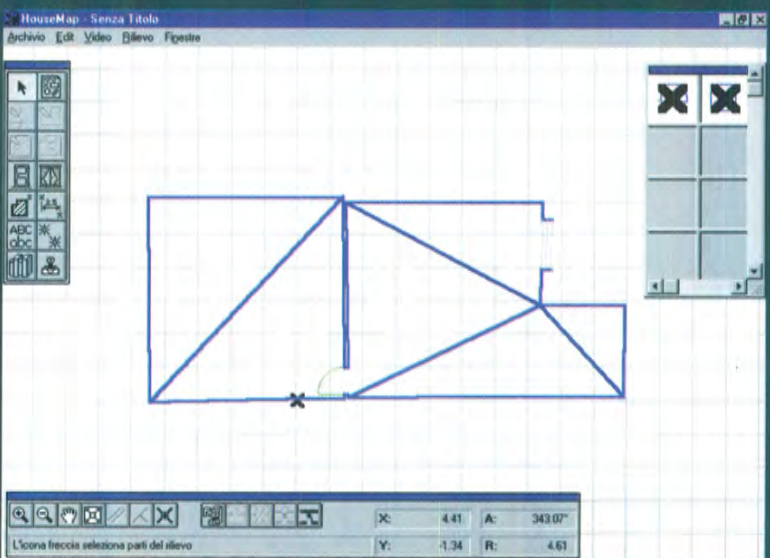 HouseMap - Senza Titolo
Archivio Edit Video Rilievo Finestre
ABC
abc
X: 4.41 A: 343.07°
L'icona freccia seleziona parti del rilievo
Y: -1.34 R: 4.61